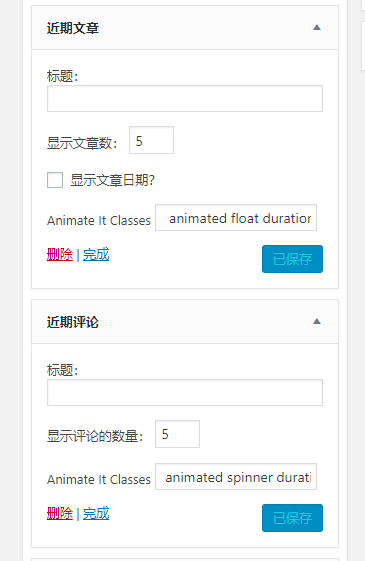 近期文章
标题：
显示文章数： 5
显示文章日期？
Animate It Classes animated float duration
删除 | 完成 已保存
近期评论
标题：
显示评论的数量： 5
Animate It Classes animated spinner durati
删除 | 完成 已保存